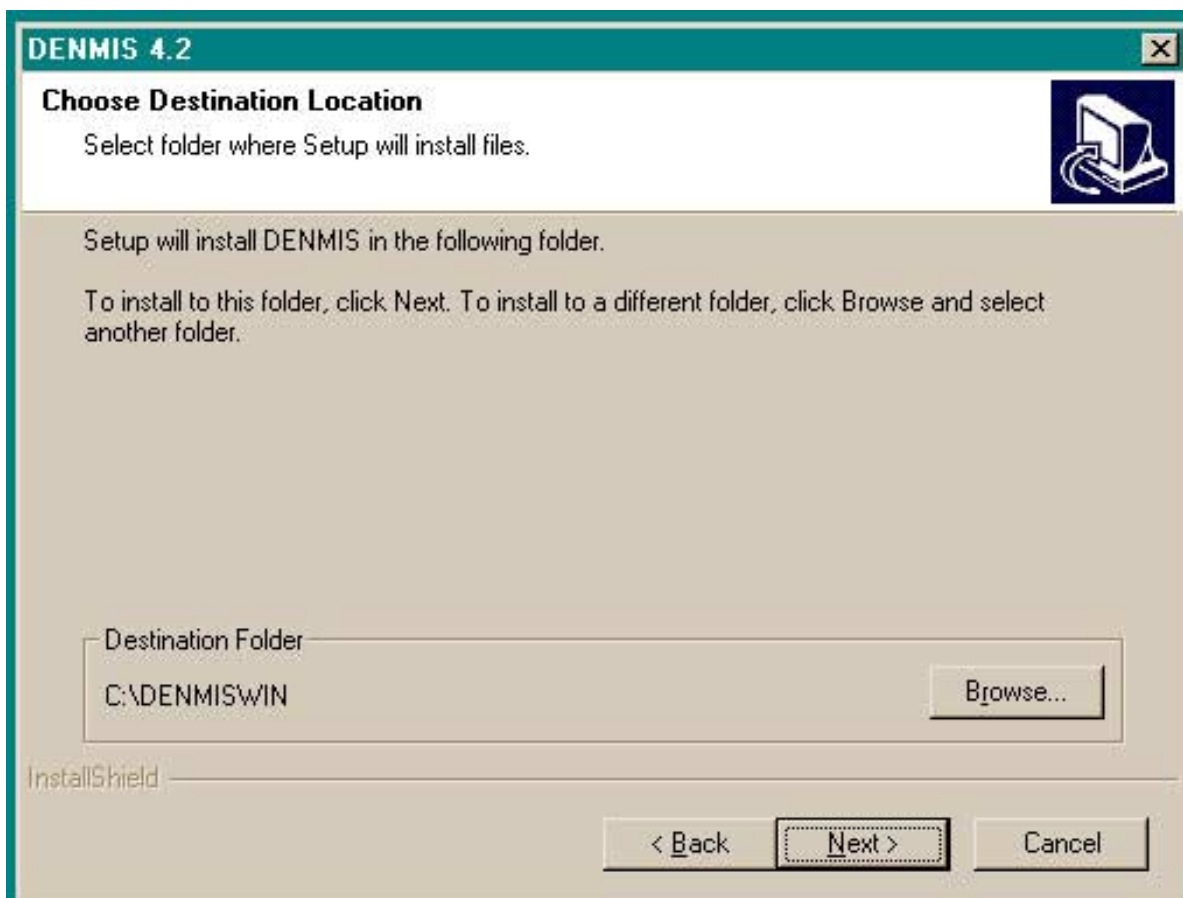 DENMIS 4.2
Choose Destination Location
Select folder where Setup will install files.
Setup will install DENMIS in the following folder.
To install to this folder, click Next. To install to a different folder, click Browse and select
another folder.
Destination Folder
C:\DENMISWIN
Browse...
InstallShield
< Back
Next >
Cancel